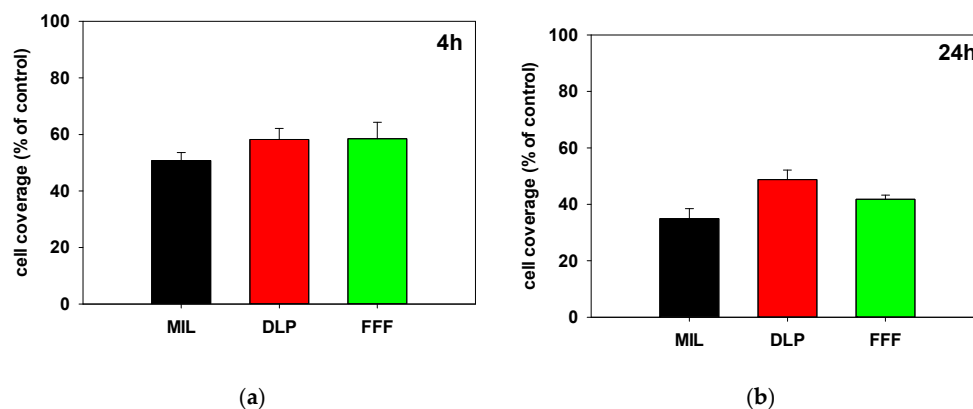 cell coverage (% of control)
100
80
60
40
20
0
4h
MIL DLP FFF
(a)
cell coverage (% of control)
100
80
60
40
20
0
24h
MIL DLP FFF
(b)